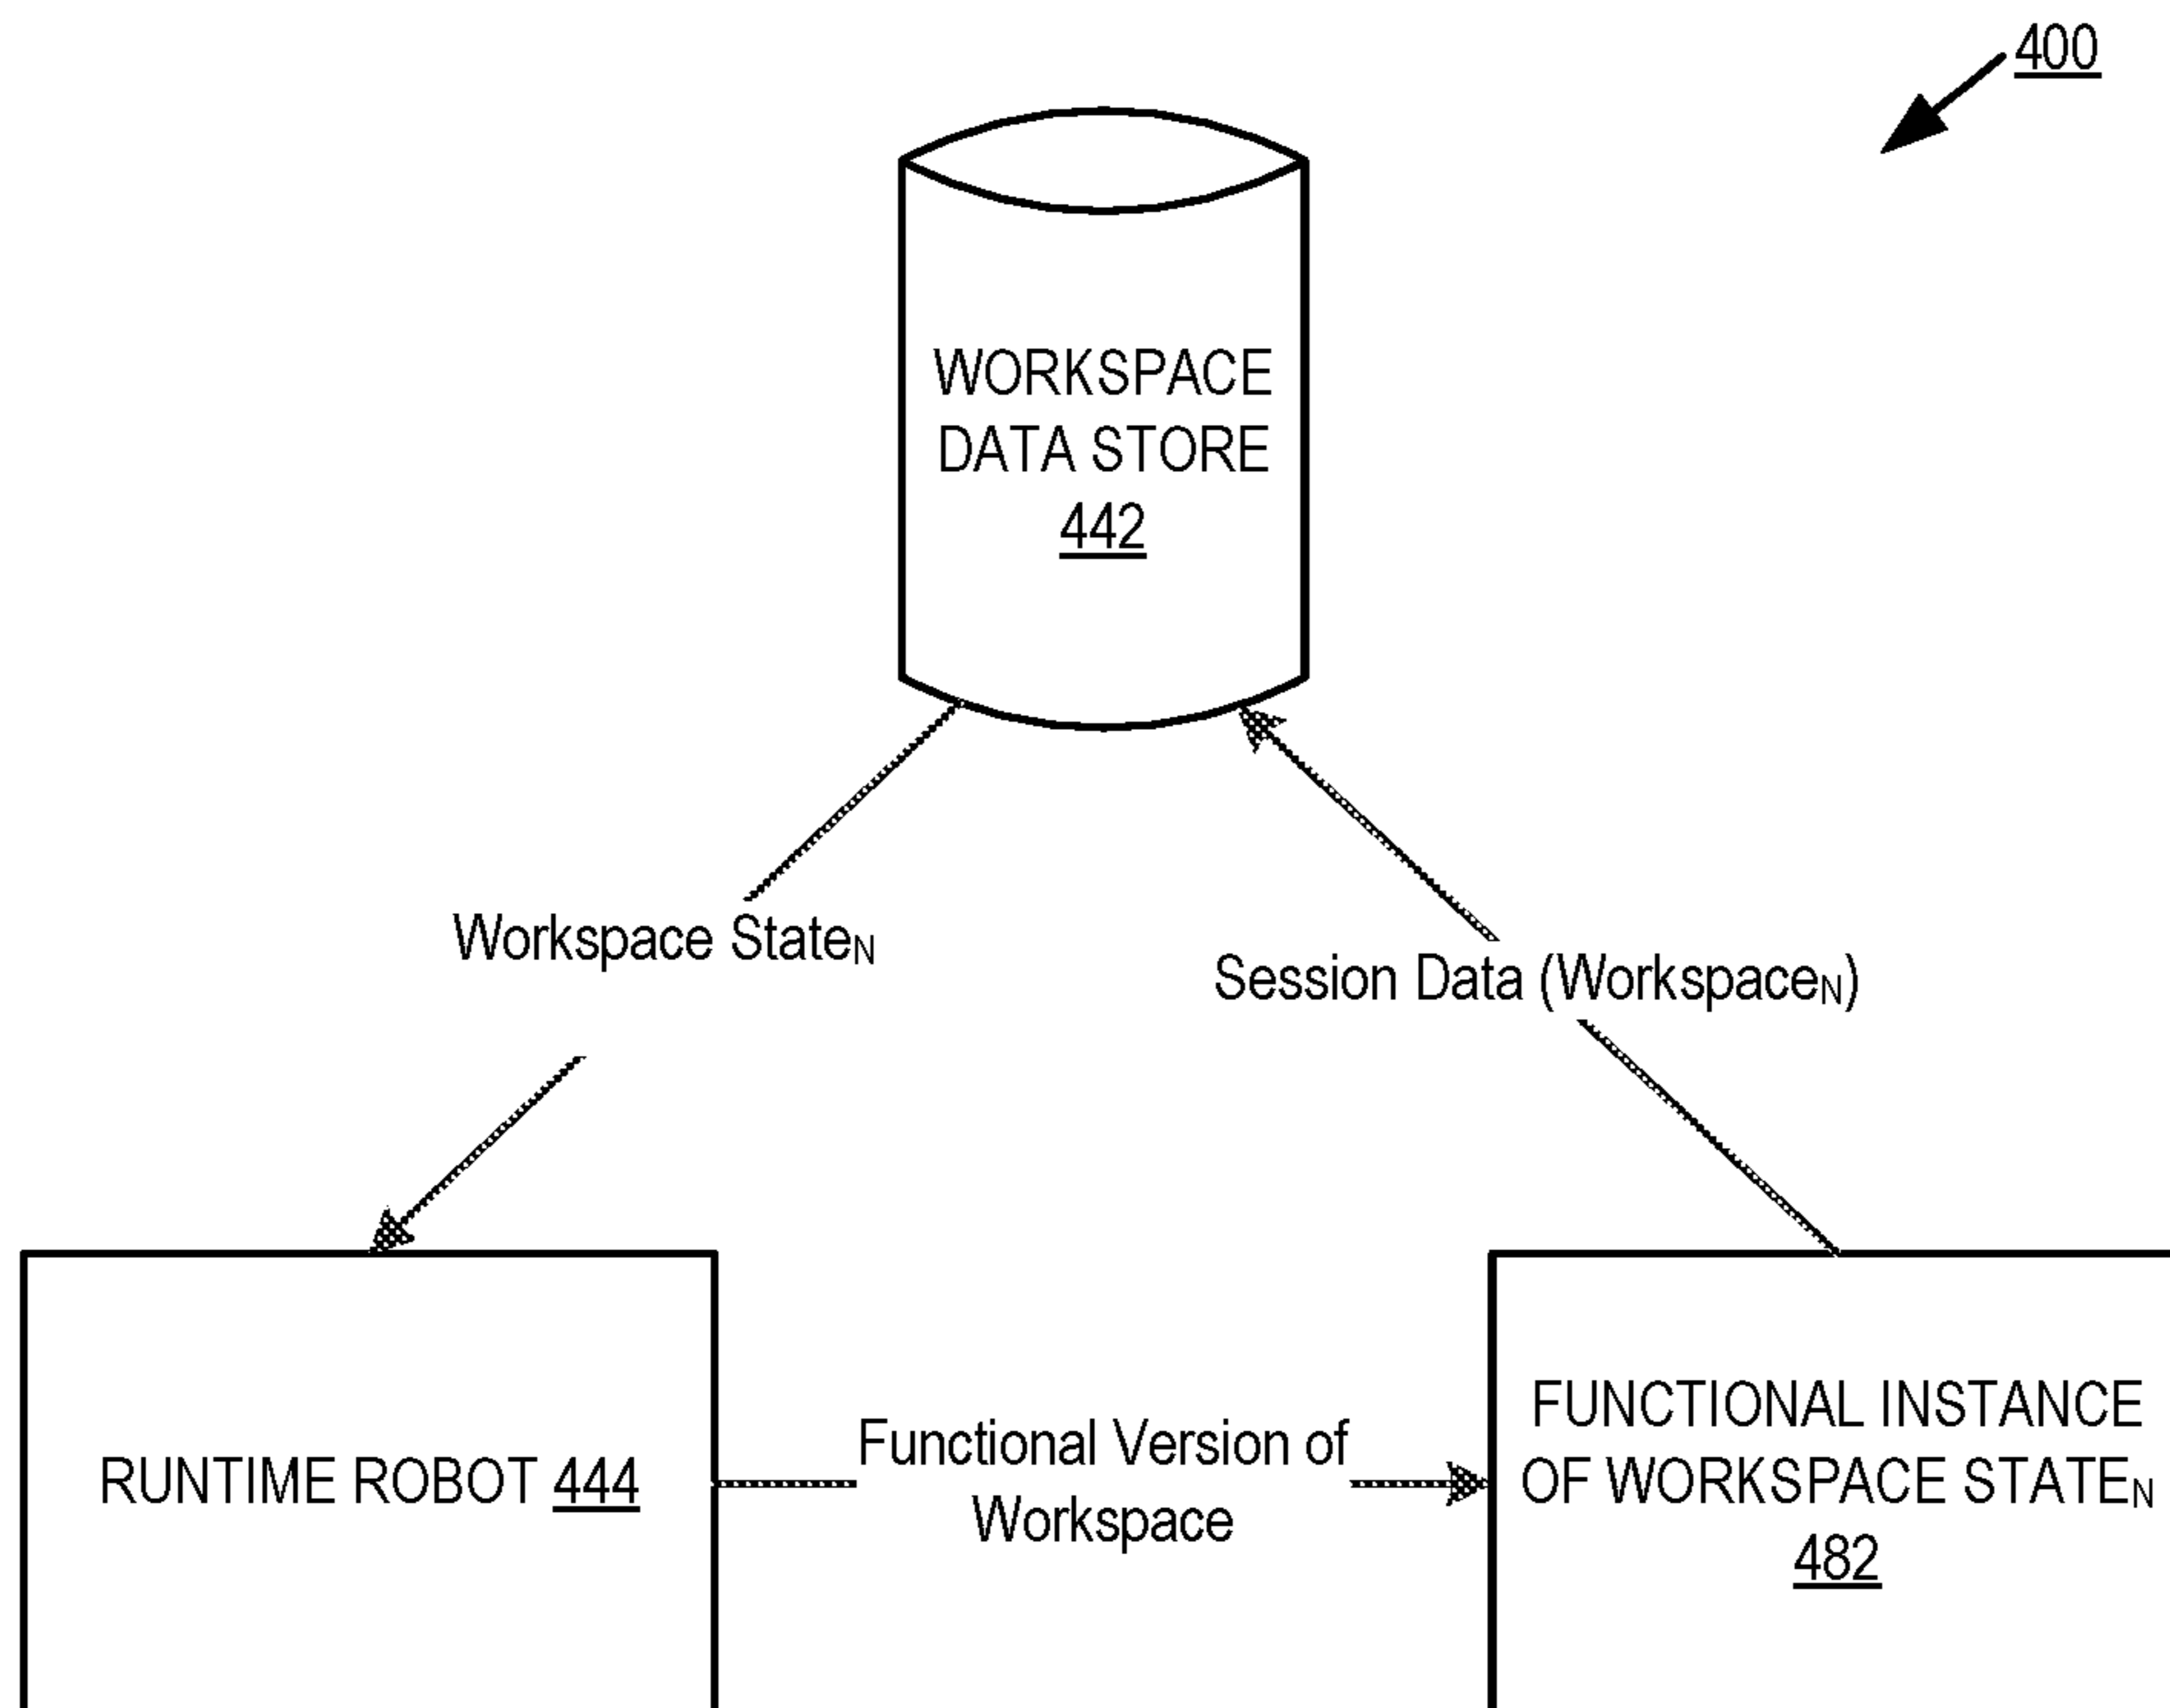 400
WORKSPACE
DATA STORE
442
Workspace StateN
Session Data (WorkspaceN)
RUNTIME ROBOT 444
Functional Version of
Workspace
FUNCTIONAL INSTANCE
OF WORKSPACE STATEN
482